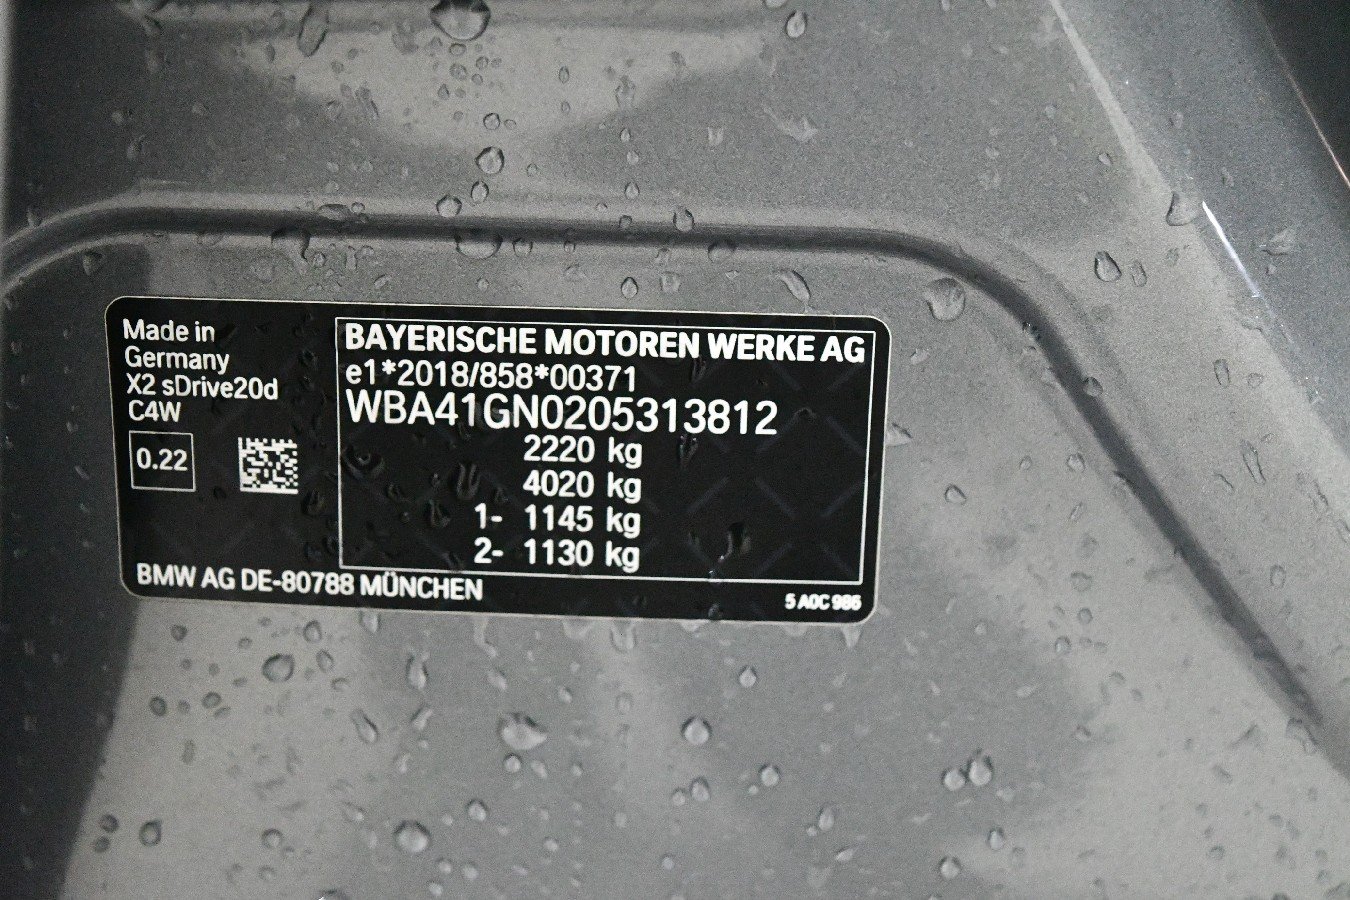 Made in
Germany
X2 sDrive20d
C4W
0.22
BAYERISCHE MOTOREN WERKE AG
e1*2018/858*00371
WBA41GN0205313812
2220 kg
4020 kg
1- 1145 kg
2- 1130 kg
BMW AG DE-80788 MÜNCHEN
5 A0C 986